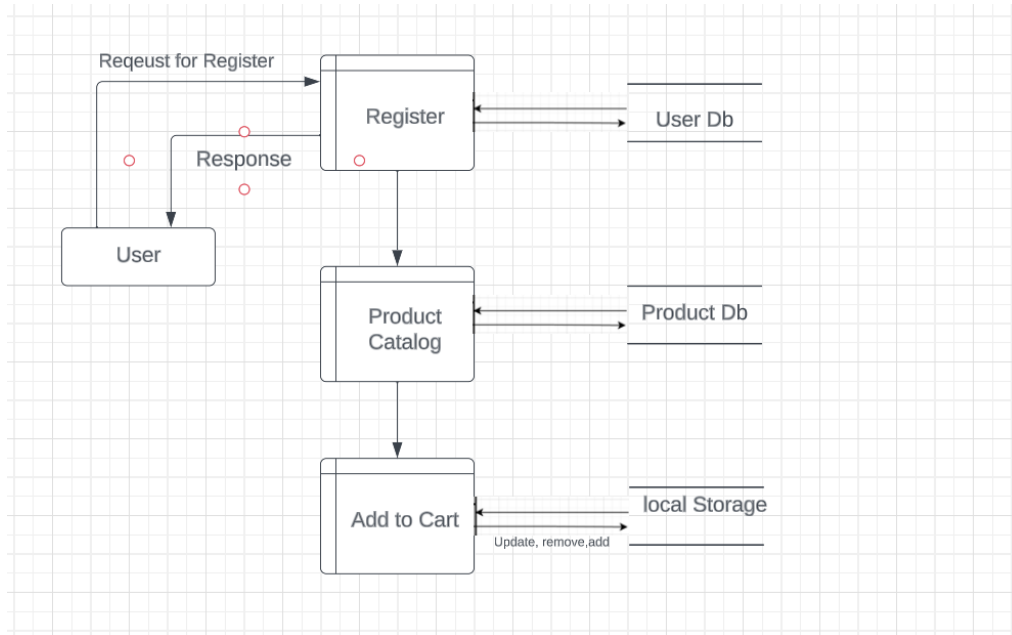 Reqeust for Register
Register
User Db
Response
User
Product
Catalog
Product Db
Add to Cart
local Storage
Update, remove,add